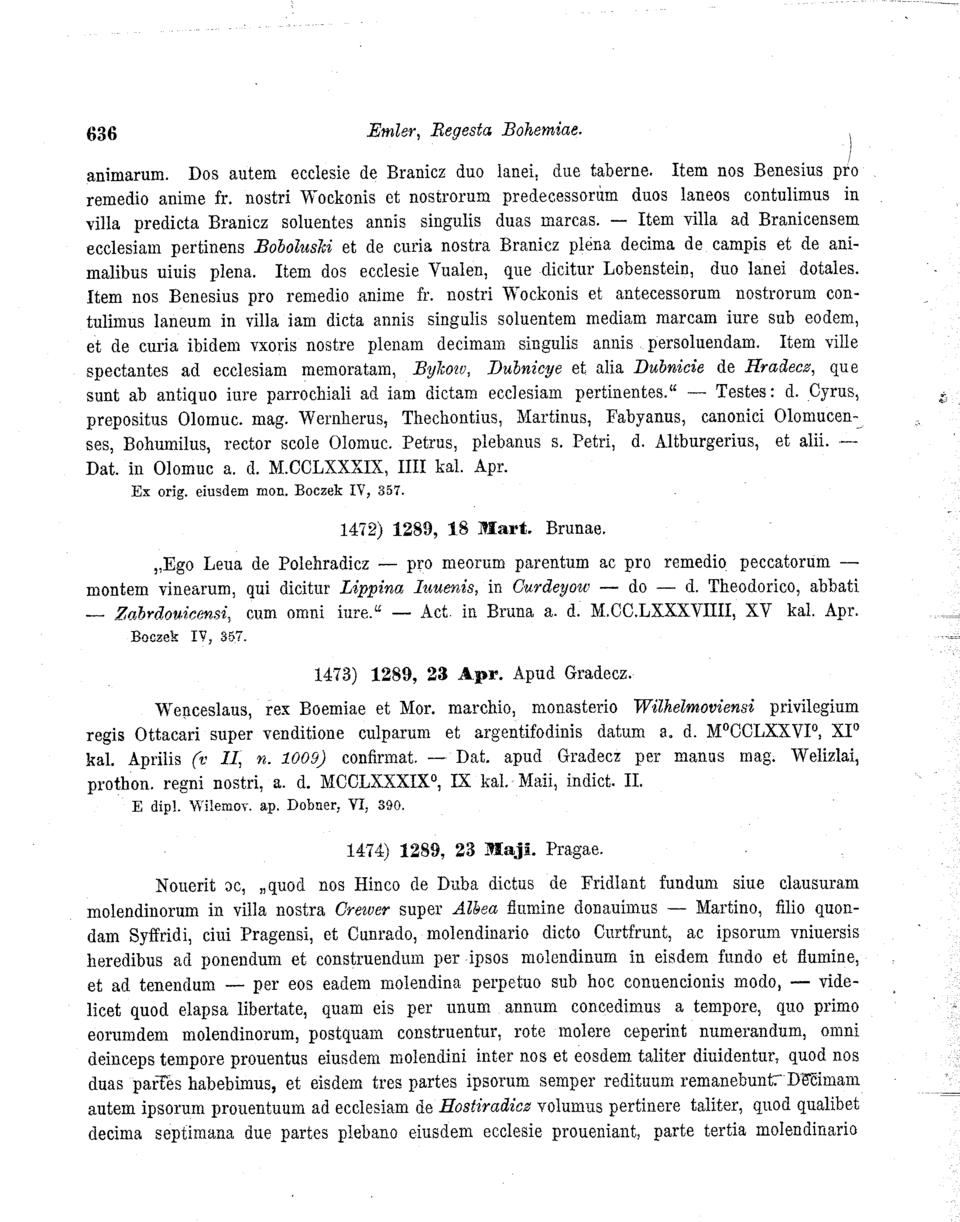 636 Emler, Regesta Bohemiae.
animarum. Dos autem ecclesie de Branicz duo lanei, due taberne. Item nos Benesius pro
remedio anime fr. nostri Wockonis et nostrorum predecessorum duos laneos contulimus in
villa predicta Branicz soluentes annis singulis duas marcas. — Item villa ad Branicensem
ecclesiam pertinens Boboluski et de curia nostra Branicz plena decima de campis et de ani-
malibus uiuis plena. Item dos ecclesie Vualen, que dicitur Lobenstein, duo lanei dotales.
Item nos Benesius pro remedio anime fr. nostri Wockonis et antecessorum nostrorum con-
tulimus laneum in villa iam dicta annis singulis soluentem mediam marcam iure sub eodem,
et de curia ibidem vxoris nostre plenam decimam singulis annis persoluendam. Item ville
spectantes ad ecclesiam memoratam, Bykow, Dubnicye et alia Dubnicie de Hradecz, que
sunt ab antiquo iure parrochiali ad iam dictam ecclesiam pertinentes.“ — Testes: d. Cyrus,
prepositus Olomuc. mag. Wernherus, Thechontius, Martinus, Fabyanus, canonici Olomucen-
ses, Bohumilus, rector scole Olomuc. Petrus, plebanus s. Petri, d. Altburgerius, et alii. —
Dat. in Olomuc a. d. M.CCLXXXIX, IIII kal. Apr.
Ex orig. eiusdem mon. Boczek IV, 357.
1472) 1289, 18 Mart. Brunae.
„Ego Leua de Polehradicz — pro meorum parentum ac pro remedio peccatorum —
montem vinearum, qui dicitur Lippina Iuuenis, in Curdeyow — do — d. Theodorico, abbati
— Zabrdouicensi, cum omni iure.“ — Act. in Bruna a. d. M.CC.LXXXVIIII, XV kal. Apr.
Boczek IV, 357.
1473) 1289, 23 Apr. Apud Gradecz.
Wenceslaus, rex Boemiae et Mor. marchio, monasterio Wilhelmoviensi privilegium
regis Ottacari super venditione culparum et argentifodinis datum a. d. M⁰CCLXXVI⁰, XI⁰
kal. Aprilis (v II, n. 1009) confirmat. — Dat. apud Gradecz per manus mag. Welizlai,
prothon. regni nostri, a. d. MCCLXXXIX⁰, IX kal. Maii, indict. II.
E dipl. Wilemov. ap. Dobner, VI, 390.
1474) 1289, 23 Maji. Pragae.
Nouerit ɔc, „quod nos Hinco de Duba dictus de Fridlant fundum siue clausuram
molendinorum in villa nostra Crewer super Albea flumine donauimus — Martino, filio quon-
dam Syffridi, ciui Pragensi, et Cunrado, molendinario dicto Curtfrunt, ac ipsorum vniuersis
heredibus ad ponendum et construendum per ipsos molendinum in eisdem fundo et flumine,
et ad tenendum — per eos eadem molendina perpetuo sub hoc conuencionis modo, — vide-
licet quod elapsa libertate, quam eis per unum annum concedimus a tempore, quo primo
eorumdem molendinorum, postquam construentur, rote molere ceperint numerandum, omni
deinceps tempore prouentus eiusdem molendini inter nos et eosdem taliter diuidentur, quod nos
duas partes habebimus, et eisdem tres partes ipsorum semper redituum remanebunt. Decimam
autem ipsorum prouentuum ad ecclesiam de Hostiradicz volumus pertinere taliter, quod qualibet
decima septimana due partes plebano eiusdem ecclesie proueniant, parte tertia molendinario